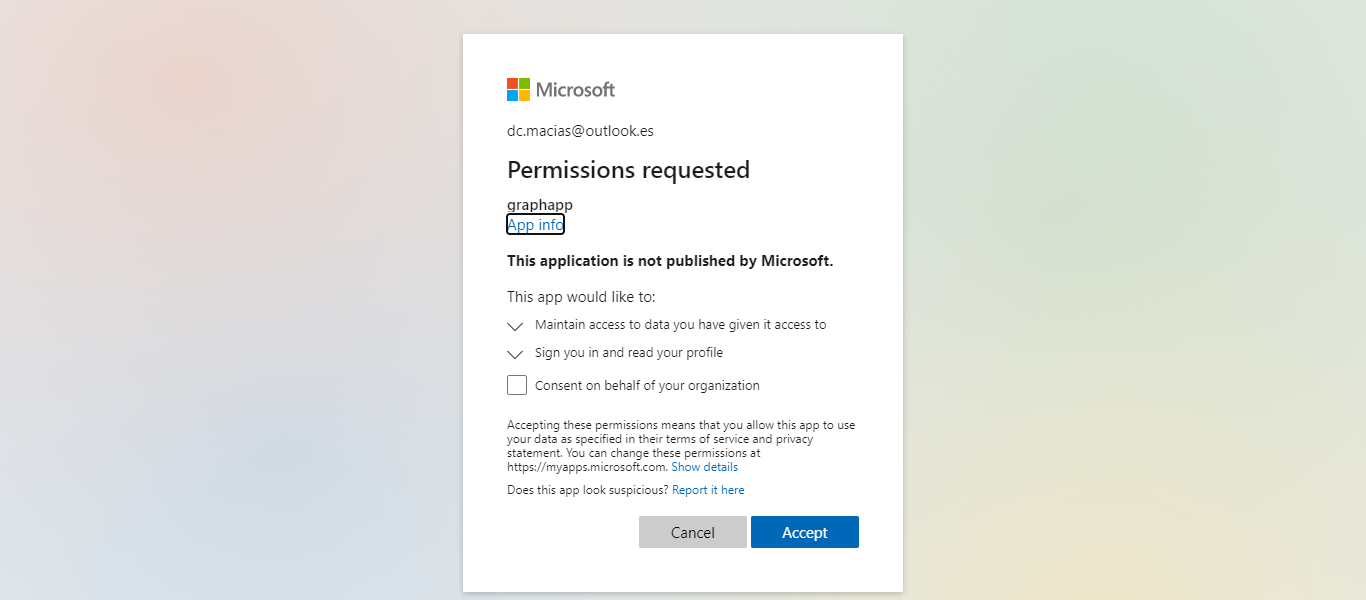 Microsoft
dc.macias@outlook.es
Permissions requested
graphapp
App info
This application is not published by Microsoft.
This app would like to:
Maintain access to data you have given it access to
Sign you in and read your profile
Consent on behalf of your organization
Accepting these permissions means that you allow this app to use
your data as specified in their terms of service and privacy
statement. You can change these permissions at
https://myapps.microsoft.com. Show details
Does this app look suspicious? Report it here
Cancel Accept